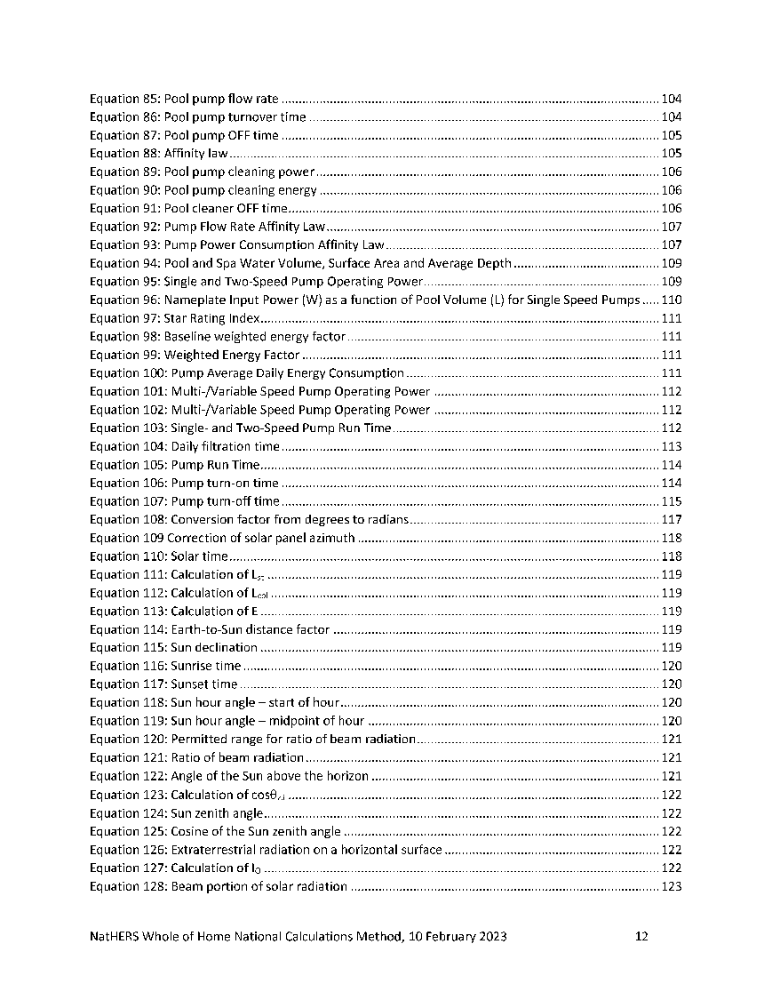 Equation 85: Pool pump flow rate ........ 104
Equation 86: Pool pump turnover time ........ 104
Equation 87: Pool pump OFF time ........ 105
Equation 88: Affinity law ........ 105
Equation 89: Pool pump cleaning power ........ 106
Equation 90: Pool pump cleaning energy ........ 106
Equation 91: Pool cleaner OFF time ........ 106
Equation 92: Pump Flow Rate Affinity Law ........ 107
Equation 93: Pump Power Consumption Affinity Law ........ 107
Equation 94: Pool and Spa Water Volume, Surface Area and Average Depth ........ 109
Equation 95: Single and Two-Speed Pump Operating Power ........ 109
Equation 96: Nameplate Input Power (W) as a function of Pool Volume (L) for Single Speed Pumps ..... 110
Equation 97: Star Rating Index ........ 111
Equation 98: Baseline weighted energy factor ........ 111
Equation 99: Weighted Energy Factor ........ 111
Equation 100: Pump Average Daily Energy Consumption ........ 111
Equation 101: Multi-/Variable Speed Pump Operating Power ........ 112
Equation 102: Multi-/Variable Speed Pump Operating Power ........ 112
Equation 103: Single- and Two-Speed Pump Run Time ........ 112
Equation 104: Daily filtration time ........ 113
Equation 105: Pump Run Time ........ 114
Equation 106: Pump turn-on time ........ 114
Equation 107: Pump turn-off time ........ 115
Equation 108: Conversion factor from degrees to radians ........ 117
Equation 109 Correction of solar panel azimuth ........ 118
Equation 110: Solar time ........ 118
Equation 111: Calculation of Lst ........ 119
Equation 112: Calculation of Lcol ........ 119
Equation 113: Calculation of E ........ 119
Equation 114: Earth-to-Sun distance factor ........ 119
Equation 115: Sun declination ........ 119
Equation 116: Sunrise time ........ 120
Equation 117: Sunset time ........ 120
Equation 118: Sun hour angle – start of hour ........ 120
Equation 119: Sun hour angle – midpoint of hour ........ 120
Equation 120: Permitted range for ratio of beam radiation ........ 121
Equation 121: Ratio of beam radiation ........ 121
Equation 122: Angle of the Sun above the horizon ........ 121
Equation 123: Calculation of cosθz,i ........ 122
Equation 124: Sun zenith angle ........ 122
Equation 125: Cosine of the Sun zenith angle ........ 122
Equation 126: Extraterrestrial radiation on a horizontal surface ........ 122
Equation 127: Calculation of IO ........ 122
Equation 128: Beam portion of solar radiation ........ 123
NatHERS Whole of Home National Calculations Method, 10 February 2023 12